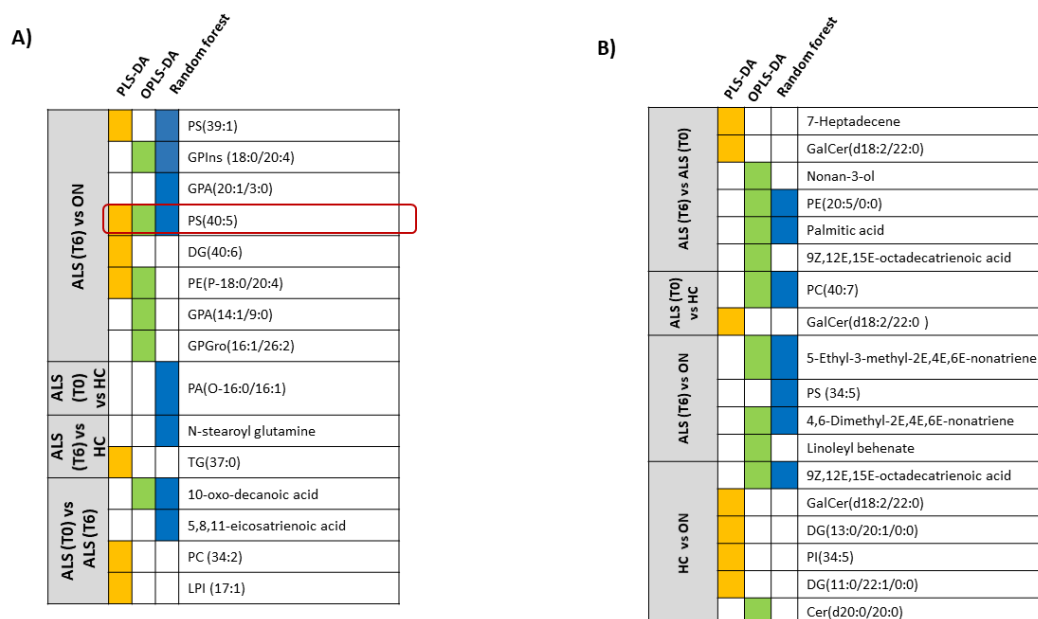 A)
PLS-DA
OPLS-DA
Random forest
ALS (T6) vs ON
PS(39:1)
GPIns (18:0/20:4)
GPA(20:1/3:0)
PS(40:5)
DG(40:6)
PE(P-18:0/20:4)
GPA(14:1/9:0)
GPGro(16:1/26:2)
ALS
(T0)
vs HC
PA(O-16:0/16:1)
ALS
(T6) vs
HC
N-stearoyl glutamine
TG(37:0)
ALS (T0) vs
ALS (T6)
10-oxo-decanoic acid
5,8,11-eicosatrienoic acid
PC (34:2)
LPI (17:1)
B)
PLS-DA
OPLS-DA
Random forest
ALS (T6) vs ALS (T0)
7-Heptadecene
GalCer(d18:2/22:0)
Nonan-3-ol
PE(20:5/0:0)
Palmitic acid
9Z,12E,15E-octadecatrienoic acid
ALS (T0)
vs HC
PC(40:7)
GalCer(d18:2/22:0 )
ALS (T6) vs ON
5-Ethyl-3-methyl-2E,4E,6E-nonatriene
PS (34:5)
4,6-Dimethyl-2E,4E,6E-nonatriene
Linoleyl behenate
HC vs ON
9Z,12E,15E-octadecatrienoic acid
GalCer(d18:2/22:0)
DG(13:0/20:1/0:0)
PI(34:5)
DG(11:0/22:1/0:0)
Cer(d20:0/20:0)